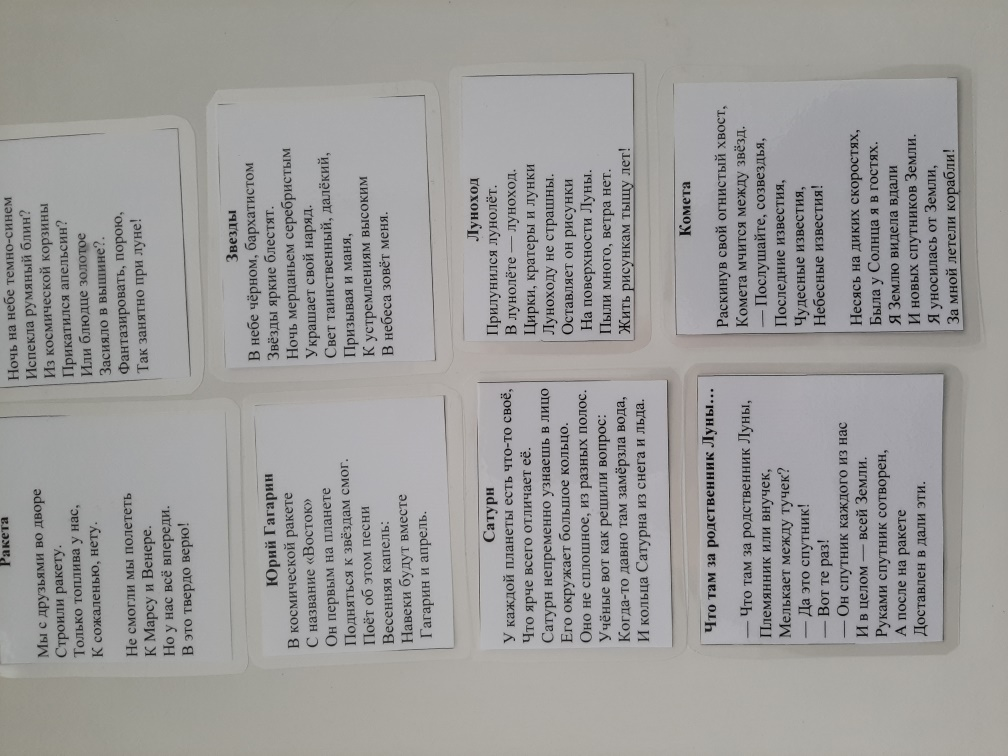 Ракета
Мы с друзьями во дворе
Строили ракету.
Только топлива у нас,
К сожаленью, нету.
Не смогли мы полететь
К Марсу и Венере.
Но у нас всё впереди.
В это твердо верю!
Ночь на небе темно-синем
Испекла румяный блин?
Из космической корзины
Прикатился апельсин?
Или блюдце золотое
Засияло в вышине?.
Фантазировать, порою,
Так занятно при луне!
Юрий Гагарин
В космической ракете
С название «Восток»
Он первым на планете
Подняться к звёздам смог.
Поёт об этом песни
Весенняя капель:
Навеки будут вместе
Гагарин и апрель.
Звезды
В небе чёрном, бархатистом
Звёзды яркие блестят.
Ночь мерцаньем серебристым
Украшает свой наряд.
Свет таинственный, далёкий,
Призывая и маня,
К устремлениям высоким
В небеса зовёт меня.
Сатурн
У каждой планеты есть что-то своё,
Что ярче всего отличает её.
Сатурн непременно узнаешь в лицо
Его окружает большое кольцо.
Оно не сплошное, из разных полос.
Учёные вот как решили вопрос:
Когда-то давно там замёрзла вода,
И кольца Сатурна из снега и льда.
Луноход
Прилунился лунолёт.
В лунолёте — луноход.
Цирки, кратеры и лунки
Луноходу не страшны.
Оставляет он рисунки
На поверхности Луны.
Пыли много, ветра нет.
Жить рисункам тыщу лет!
Что там за родственник Луны...
— Что там за родственник Луны,
Племянник или внучек,
Мелькает между тучек?
— Да это спутник!
— Вот те раз!
— Он спутник каждого из нас
И в целом — всей Земли.
Руками спутник сотворен,
А после на ракете
Доставлен в дали эти.
Комета
Раскинув свой огнистый хвост,
Комета мчится между звёзд.
— Послушайте, созвездья,
Последние известия,
Чудесные известия,
Небесные известия!
Несясь на диких скоростях,
Была у Солнца я в гостях.
Я Землю видела вдали
И новых спутников Земли.
Я уносилась от Земли,
За мной летели корабли!